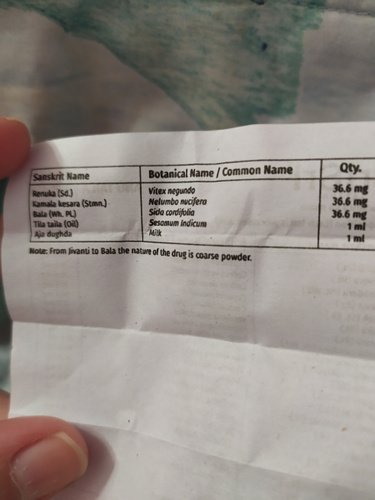 Sanskrit Name Botanical Name / Common Name Qty.
Renuka (Sd.) Vitex negundo 36.6 mg
Kamala kesara (Stmn.) Nelumbo nucifera 36.6 mg
Bala (Wh. Pl.) Sida cordifolia 36.6 mg
Tila taila (Oil) Sesamum indicum 1 ml
Aja dughda Milk 1 ml
Note: From Jivanti to Bala the nature of the drug is coarse powder.